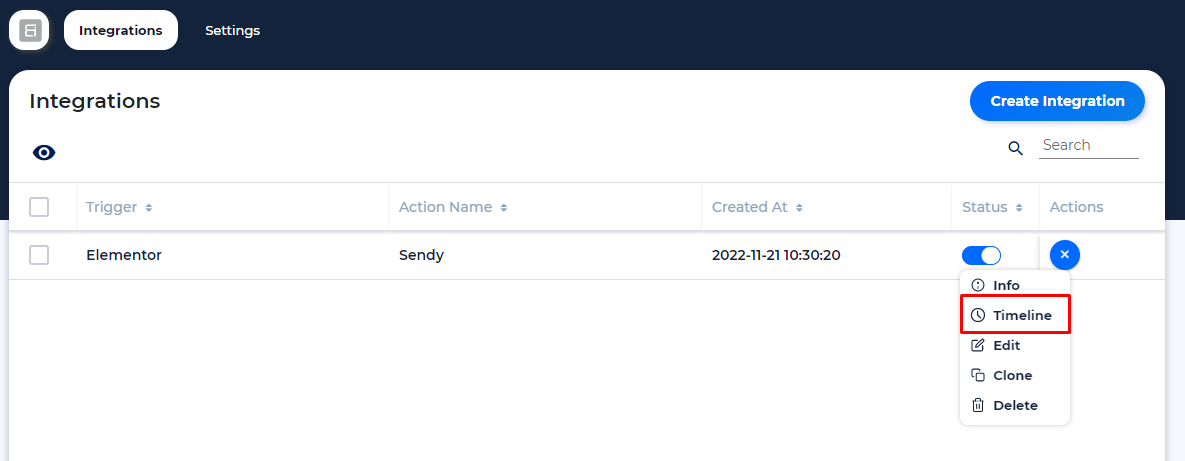 Integrations Settings
Integrations Create Integration
Search
Trigger Action Name Created At Status Actions
Elementor Sendy 2022-11-21 10:30:20
Info
Timeline
Edit
Clone
Delete